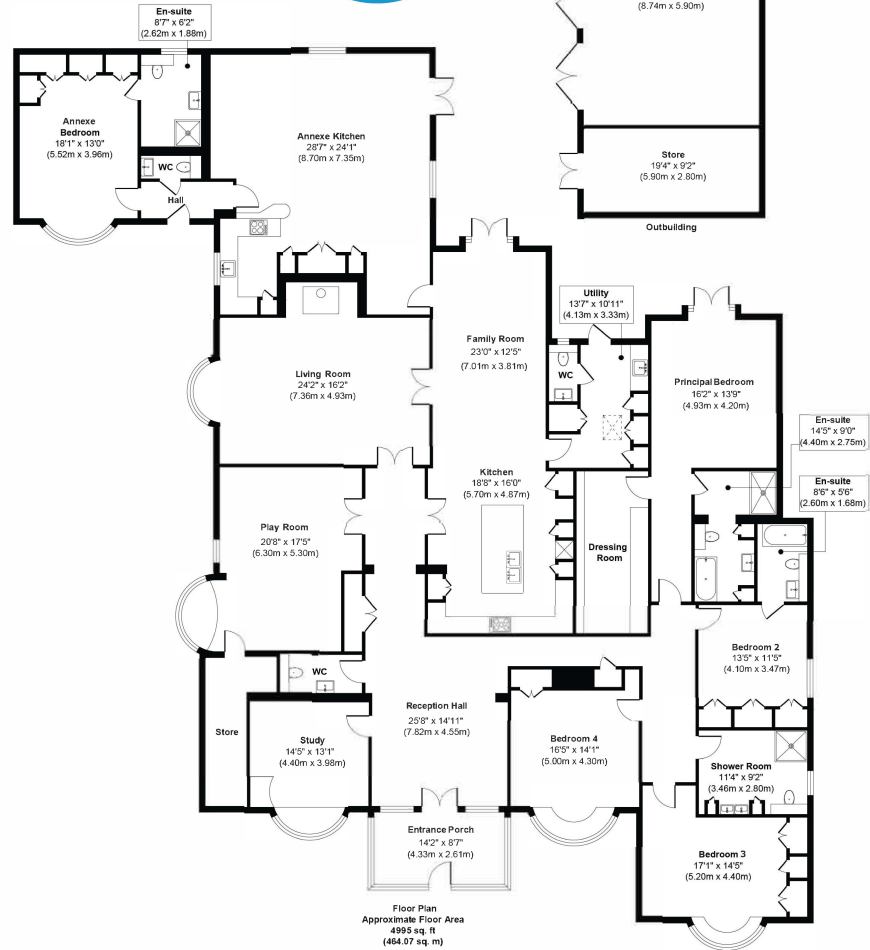 En-suite
8'7" x 6'2"
(2.62m x 1.88m)
(8.74m x 5.90m)
Annexe
Bedroom
18'1" x 13'0"
(5.52m x 3.96m)
Annexe Kitchen
28'7" x 24'1"
(8.70m x 7.35m)
WC
Hall
Store
19'4" x 9'2"
(5.90m x 2.80m)
Outbuilding
Utility
13'7" x 10'11"
(4.13m x 3.33m)
Family Room
23'0" x 12'5"
(7.01m x 3.81m)
WC
Living Room
24'2" x 16'2"
(7.36m x 4.93m)
Principal Bedroom
16'2" x 13'9"
(4.93m x 4.20m)
En-suite
14'5" x 9'0"
(4.40m x 2.75m)
En-suite
8'6" x 5'6"
(2.60m x 1.68m)
Kitchen
18'8" x 16'0"
(5.70m x 4.87m)
Play Room
20'8" x 17'5"
(6.30m x 5.30m)
Dressing
Room
Bedroom 2
13'5" x 11'5"
(4.10m x 3.47m)
WC
Reception Hall
25'8" x 14'11"
(7.82m x 4.55m)
Store
Study
14'5" x 13'1"
(4.40m x 3.98m)
Bedroom 4
16'5" x 14'1"
(5.00m x 4.30m)
Shower Room
11'4" x 9'2"
(3.46m x 2.80m)
Entrance Porch
14'2" x 8'7"
(4.33m x 2.61m)
Bedroom 3
17'1" x 14'5"
(5.20m x 4.40m)
Floor Plan
Approximate Floor Area
4995 sq. ft
(464.07 sq. m)